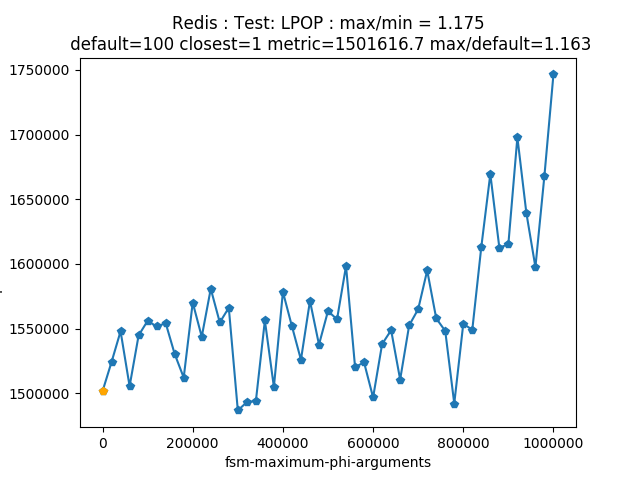 Redis : Test: LPOP : max/min = 1.175
default=100 closest=1 metric=1501616.7 max/default=1.163
1750000
1700000
1650000
1600000
1550000
1500000
0 200000 400000 600000 800000 1000000
fsm-maximum-phi-arguments